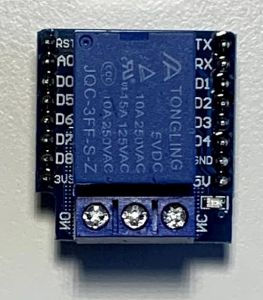 RST
A0
D0
D5
D6
D7
D8
TONGLING
5VDC
10A 250VAC
15A 125VAC
10A 250VAC
JQC-3FF-S-Z
TX
RX
D1
D2
D3
D4
GND
5V
NO
NC